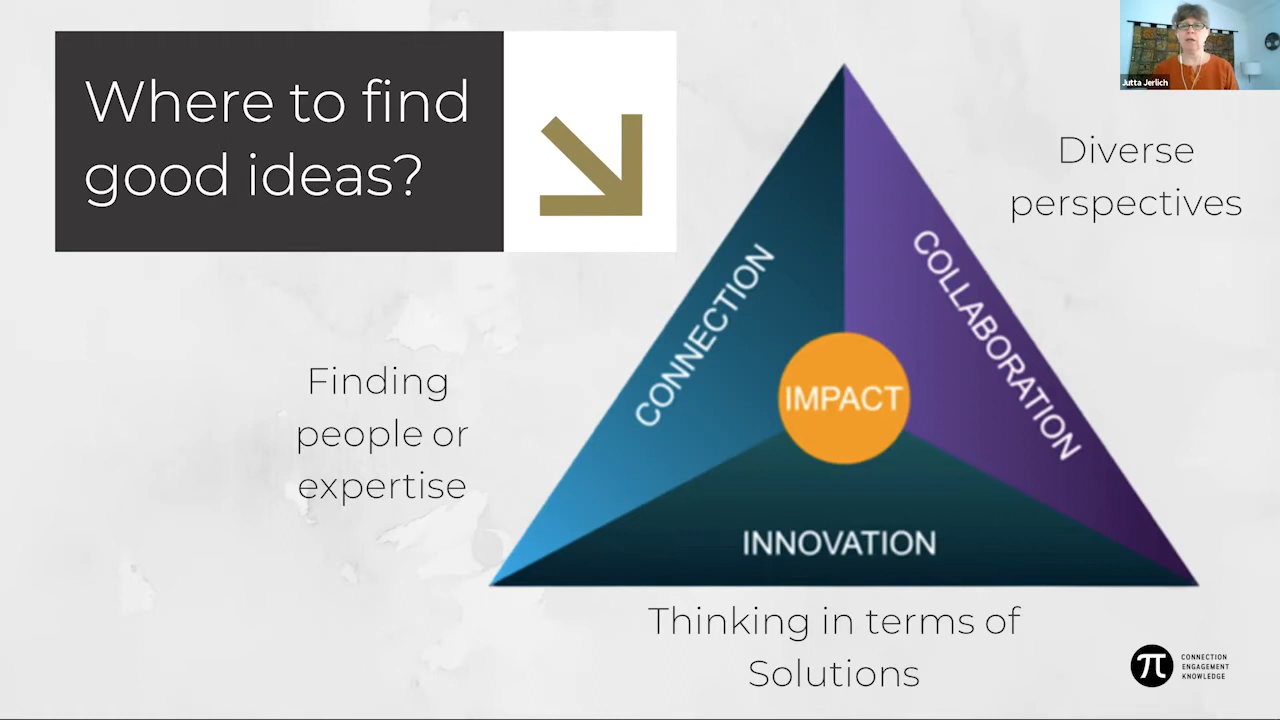 Where to find
good ideas?
Jutta Jerlich
Diverse
perspectives
CONNECTION
COLLABORATION
Finding
people or
expertise
IMPACT
INNOVATION
Thinking in terms of
Solutions
π
CONNECTION
ENGAGEMENT
KNOWLEDGE